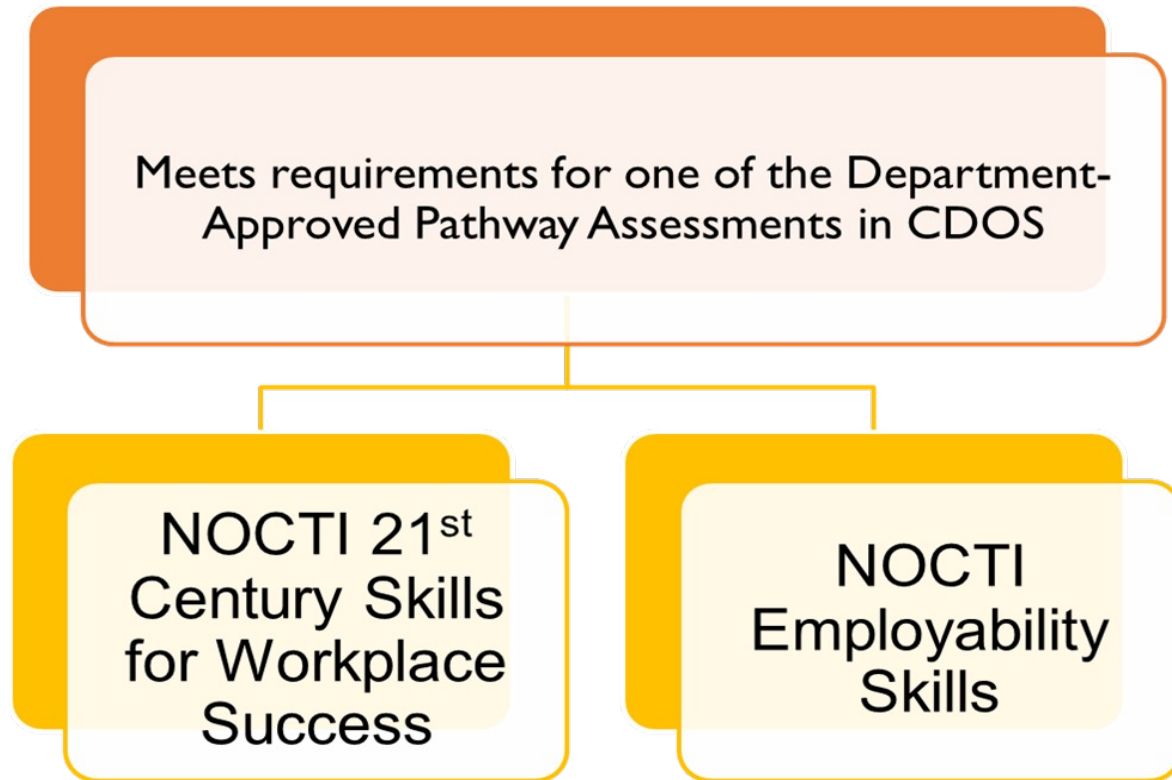 Meets requirements for one of the Department-
Approved Pathway Assessments in CDOS
NOCTI 21st
Century Skills
for Workplace
Success
NOCTI
Employability
Skills